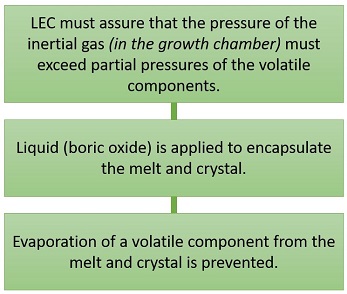 LEC must assure that the pressure of the
inertial gas (in the growth chamber) must
exceed partial pressures of the volatile
components.
Liquid (boric oxide) is applied to encapsulate
the melt and crystal.
Evaporation of a volatile component from the
melt and crystal is prevented.